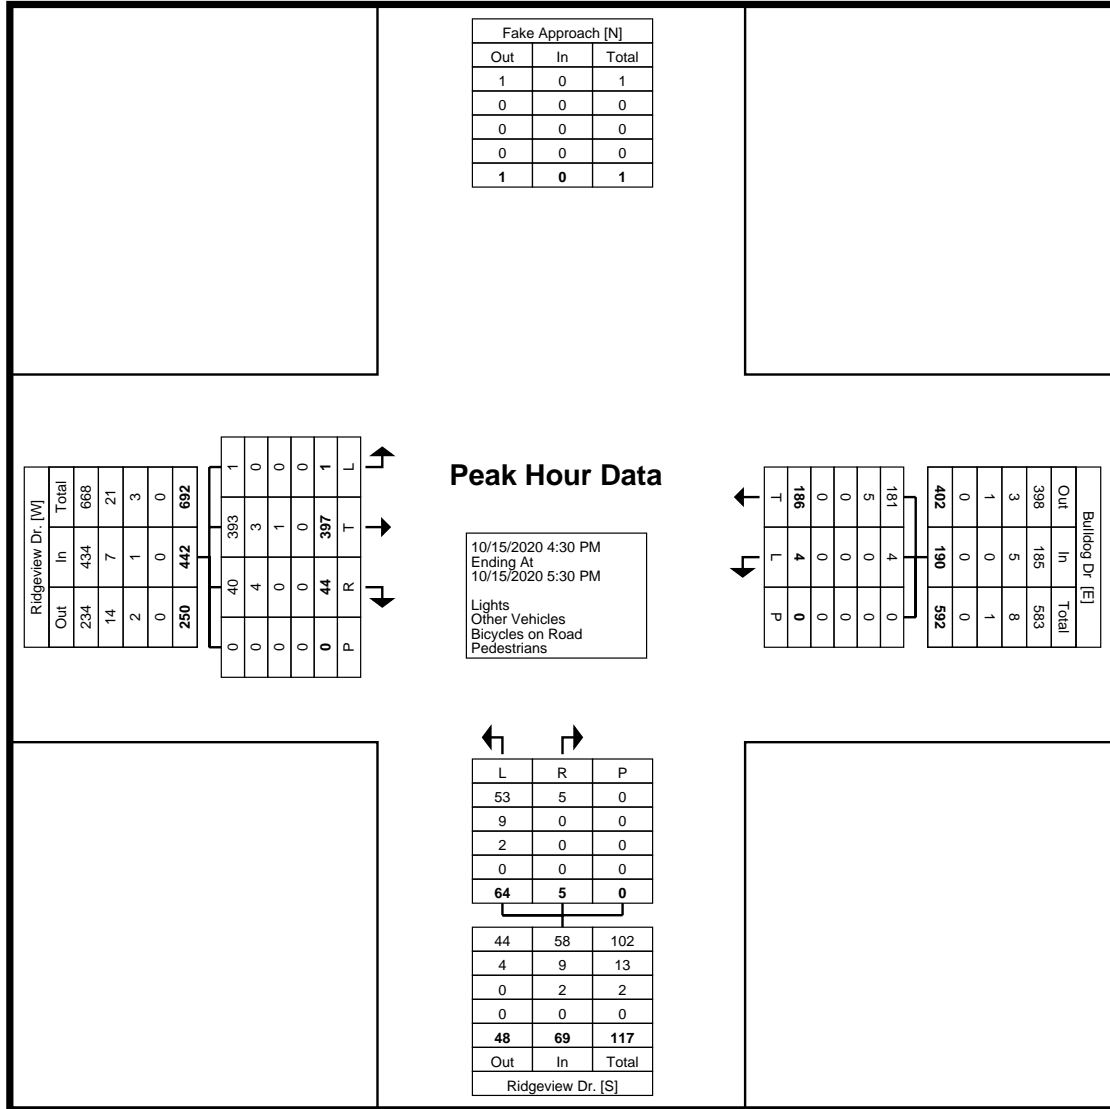 Fake Approach [N]
Out In Total
1 0 1
0 0 0
0 0 0
0 0 0
1 0 1
Ridgeview Dr. [W]
Total 668 21 3 0 692
In 434 7 1 0 442
Out 234 14 2 0 250
1 0 0 0 1 L
393 3 1 0 397 T
40 4 0 0 44 R
0 0 0 0 0 P
Peak Hour Data
10/15/2020 4:30 PM
Ending At
10/15/2020 5:30 PM
Lights
Other Vehicles
Bicycles on Road
Pedestrians
T 186 0 0 5 181
L 4 0 0 0 4
P 0 0 0 0 0
Bulldog Dr [E]
Out 398 3 1 0 402
In 185 5 0 0 190
Total 583 8 1 0 592
L R P
53 5 0
9 0 0
2 0 0
0 0 0
64 5 0
44 58 102
4 9 13
0 2 2
0 0 0
48 69 117
Out In Total
Ridgeview Dr. [S]